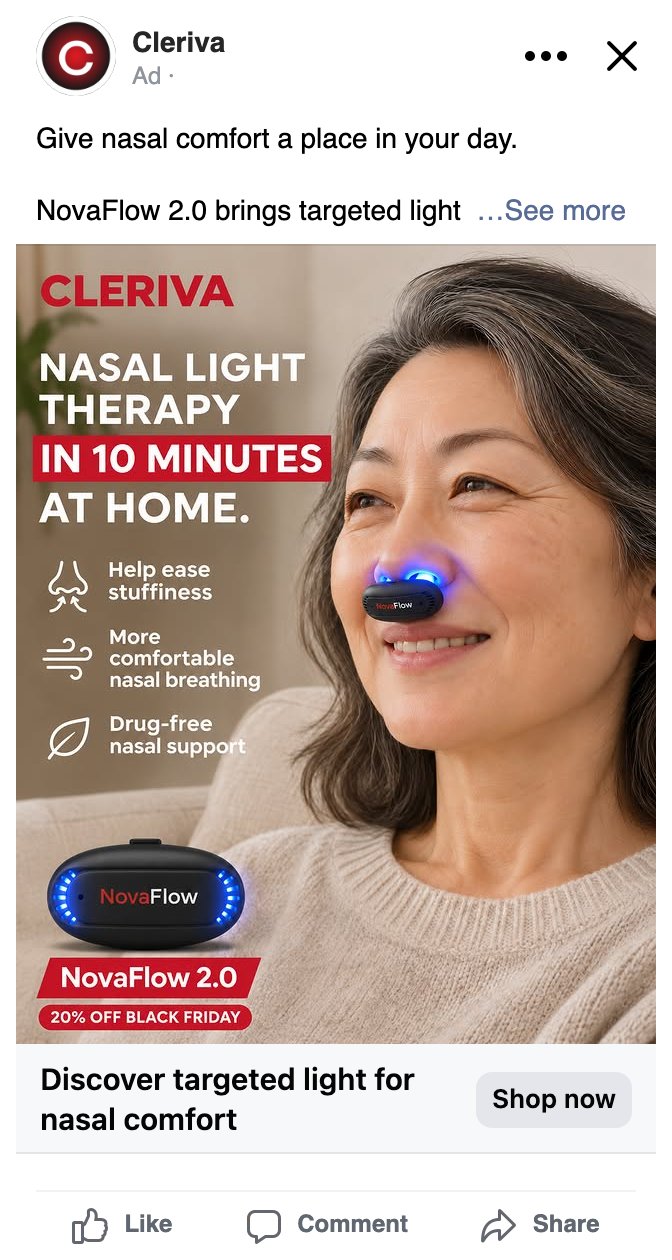 C
Cleriva
Ad ·
Give nasal comfort a place in your day.
NovaFlow 2.0 brings targeted light ...See more
CLERIVA
NASAL LIGHT
THERAPY
IN 10 MINUTES
AT HOME.
Help ease
stuffiness
More
comfortable
nasal breathing
Drug-free
nasal support
NovaFlow
NovaFlow
NovaFlow 2.0
20% OFF BLACK FRIDAY
Discover targeted light for
nasal comfort
Shop now
Like
Comment
Share